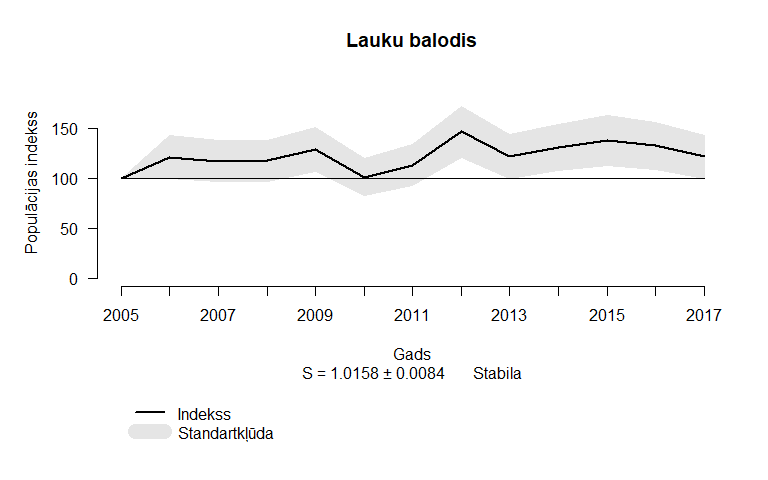 Lauku balodis
Populācijas indekss
150
100
50
0
2005 2007 2009 2011 2013 2015 2017
Gads
S = 1.0158 ± 0.0084 Stabila
Indekss
Standartkļūda